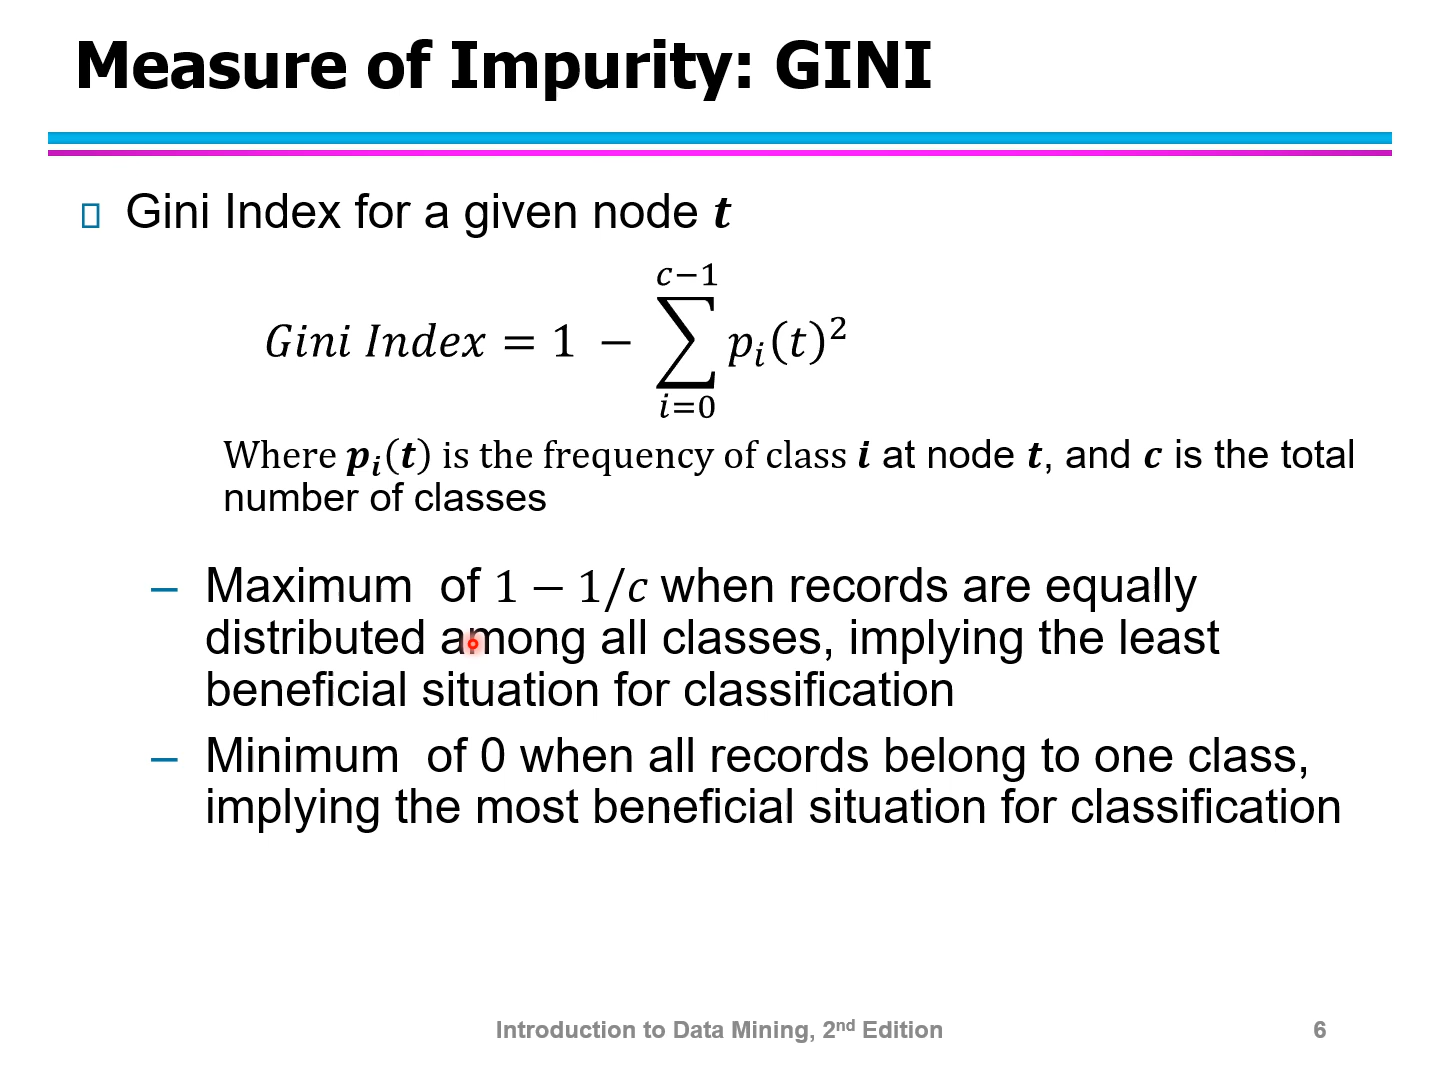 Measure of Impurity: GINI
Gini Index for a given node t
Gini Index = 1 − ∑_{i=0}^{c−1} p_i(t)²
Where p_i(t) is the frequency of class i at node t, and c is the total
number of classes
– Maximum of 1 − 1/c when records are equally
distributed among all classes, implying the least
beneficial situation for classification
– Minimum of 0 when all records belong to one class,
implying the most beneficial situation for classification
Introduction to Data Mining, 2nd Edition
6